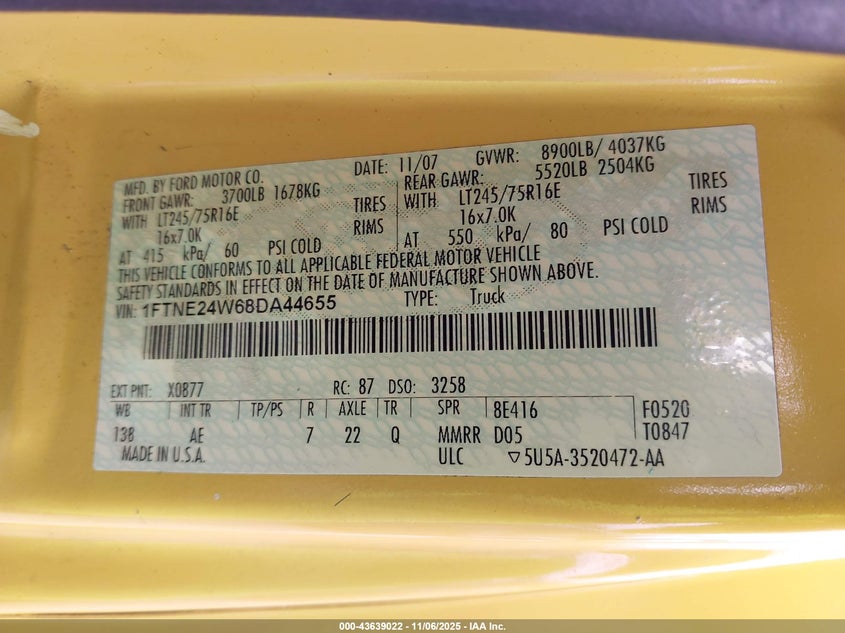 MFD. BY FORD MOTOR CO. DATE: 11/07 GVWR: 8900LB/ 4037KG
FRONT GAWR: 3700LB 1678KG REAR GAWR: 5520LB 2504KG
WITH LT245/75R16E TIRES WITH LT245/75R16E TIRES
16x7.0K RIMS 16x7.0K RIMS
AT 415 kPa/ 60 PSI COLD AT 550 kPa/ 80 PSI COLD
THIS VEHICLE CONFORMS TO ALL APPLICABLE FEDERAL MOTOR VEHICLE
SAFETY STANDARDS IN EFFECT ON THE DATE OF MANUFACTURE SHOWN ABOVE.
VIN: 1FTNE24W68DA44655 TYPE: Truck
EXT PNT: X0877 RC: 87 DSO: 3258
WB INT TR TP/PS R AXLE TR SPR 8E416 F0520
138 AE 7 22 Q MMRR D05 T0847
MADE IN U.S.A. ULC ▽5U5A-3520472-AA
000-43639022 - 11/06/2025 - IAA Inc.